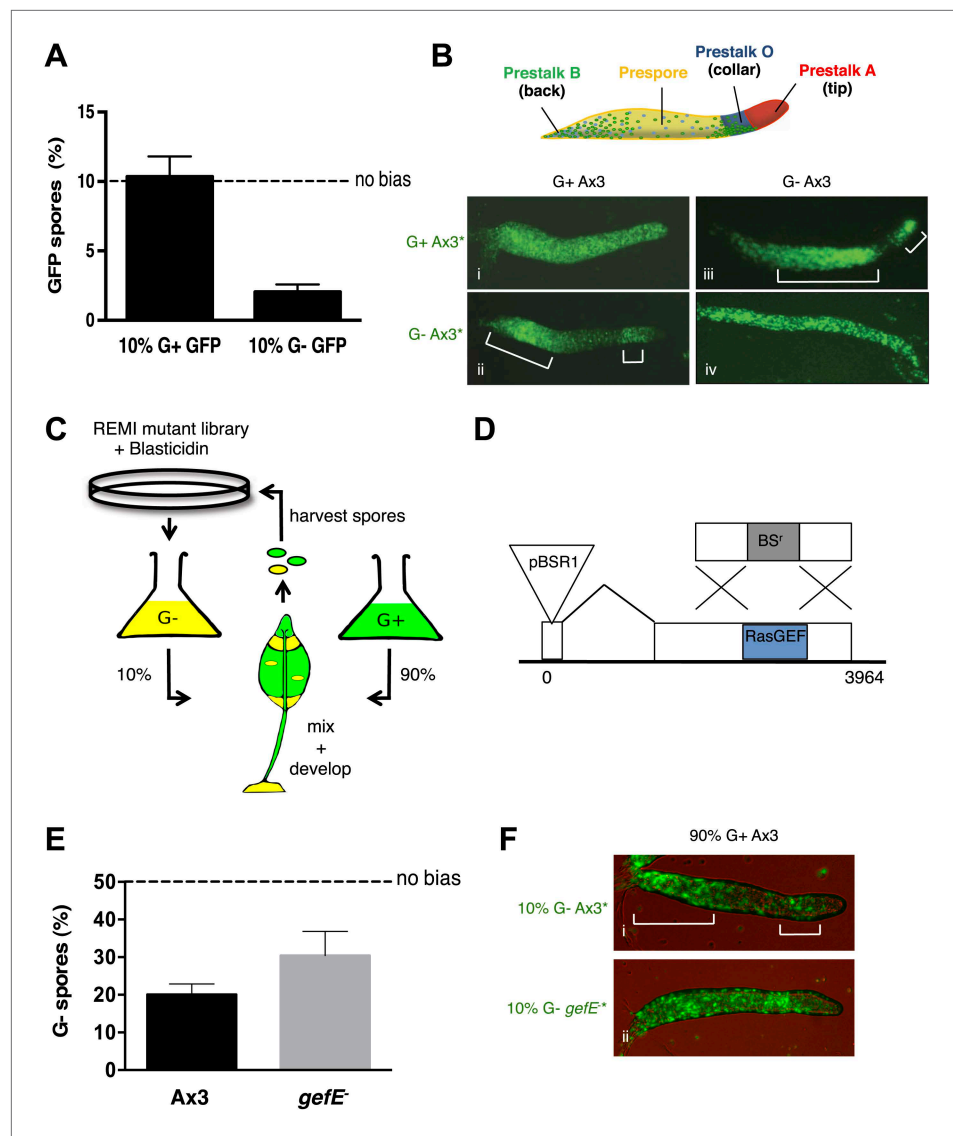 A
GFP spores (%)
15
10
5
0
no bias
10% G+ GFP
10% G- GFP
B
Prestalk B
(back)
Prespore
Prestalk O
(collar)
Prestalk A
(tip)
G+ Ax3
G- Ax3
G+ Ax3*
i
iii
G- Ax3*
ii
iv
C
REMI mutant library
+ Blasticidin
harvest spores
G-
G+
10%
90%
mix
+
develop
D
pBSR1
BSr
RasGEF
0
3964
E
G- spores (%)
50
40
30
20
10
0
no bias
Ax3
gefE-
F
90% G+ Ax3
10% G- Ax3*
i
10% G- gefE-*
ii